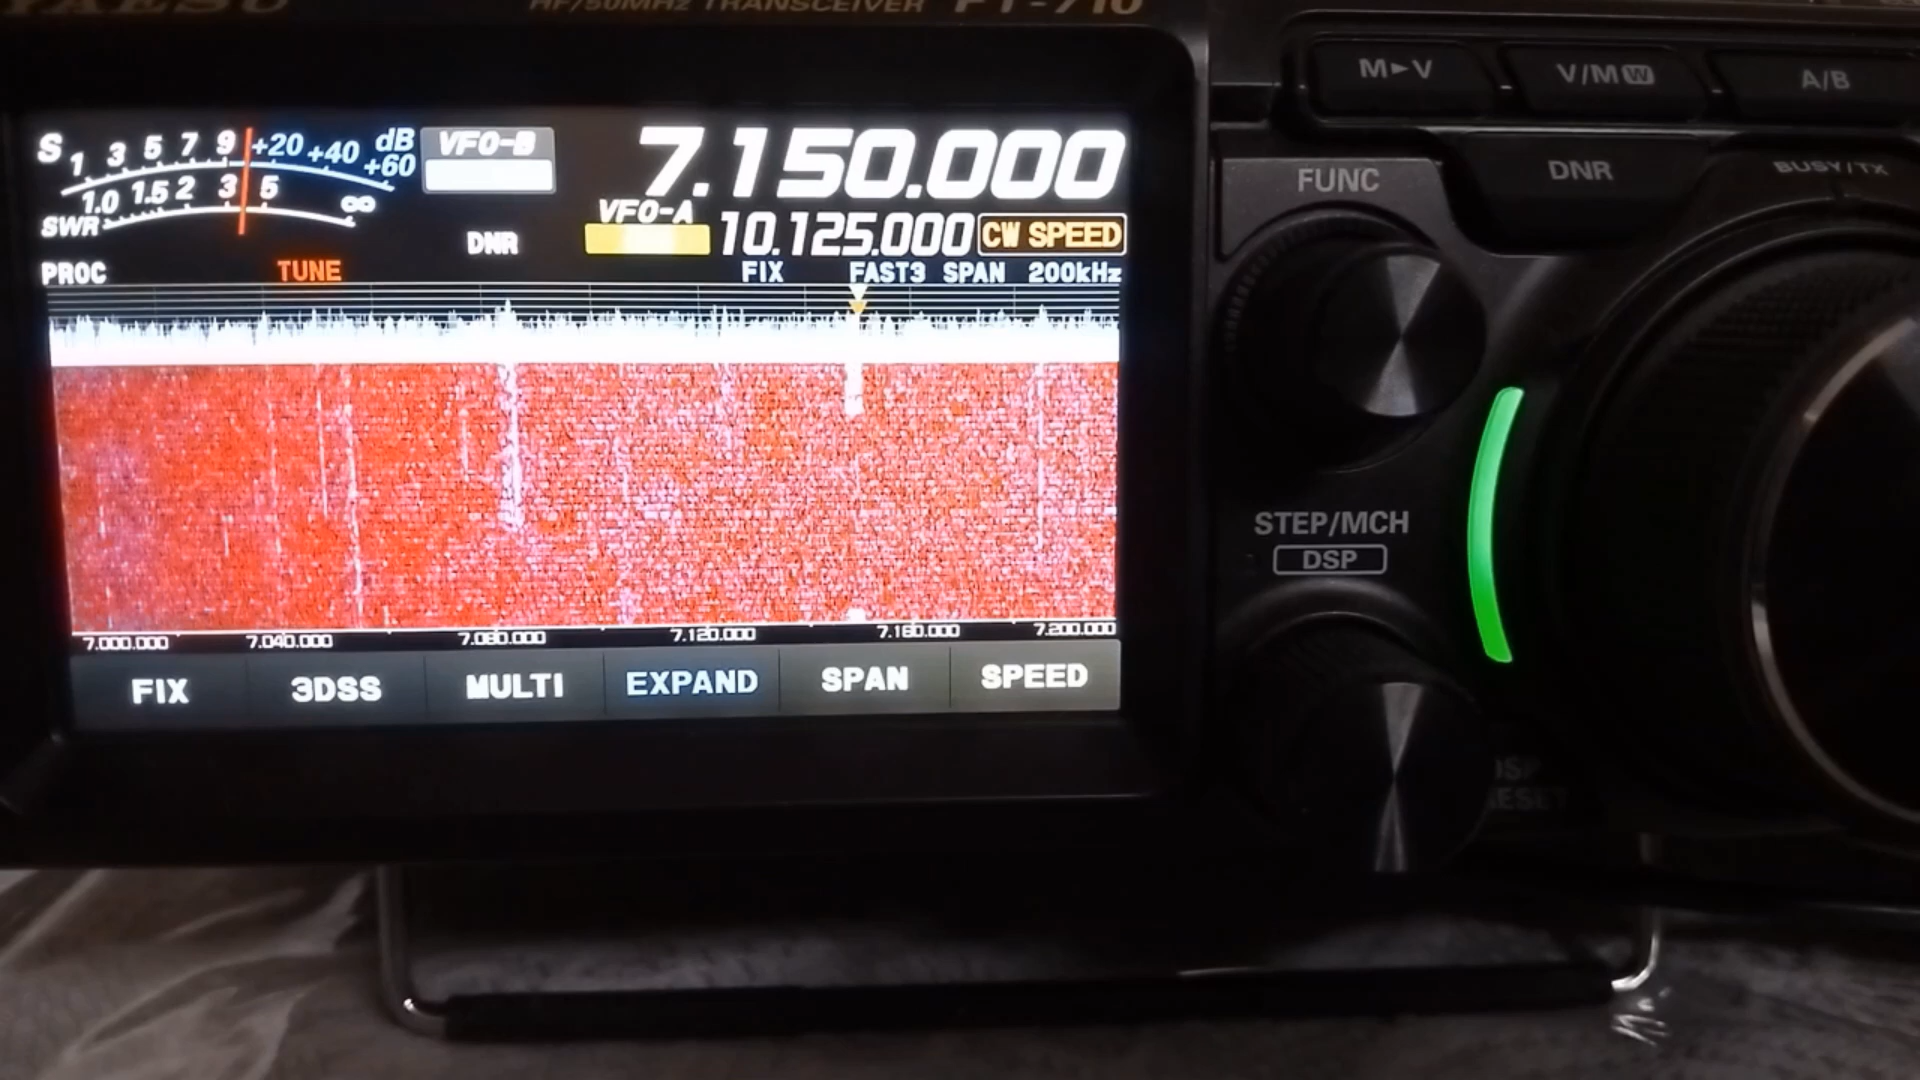 YAESU HF/50MHz TRANSCEIVER FT-710
M►V V/M W A/B
S 1 3 5 7 9 +20 +40 +60 dB
VFO-B 7.150.000
1.0 1.5 2 3 5 ∞
SWR
VFO-A 10.125.000 CW SPEED
DNR
PROC TUNE FIX FAST3 SPAN 200kHz
7.000.000 7.040.000 7.080.000 7.120.000 7.160.000 7.200.000
FIX 3DSS MULTI EXPAND SPAN SPEED
FUNC DNR BUSY/TX
STEP/MCH
DSP